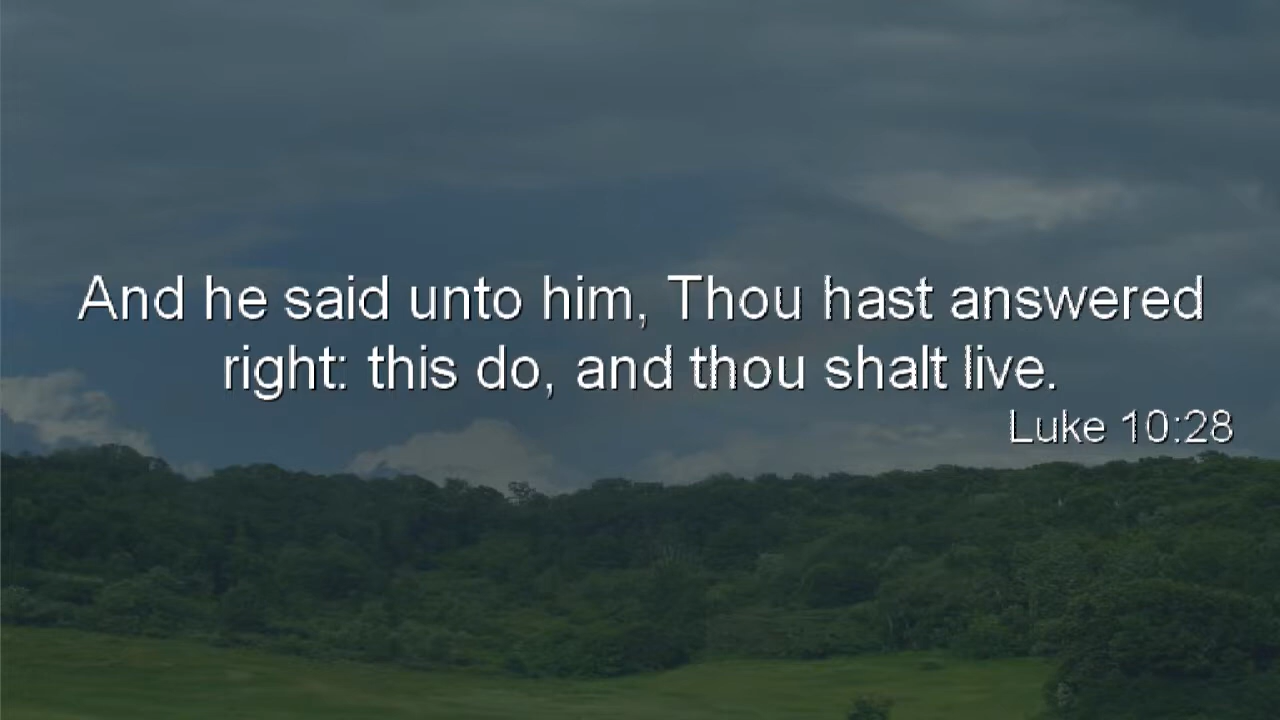 And he said unto him, Thou hast answered
right: this do, and thou shalt live.
Luke 10:28